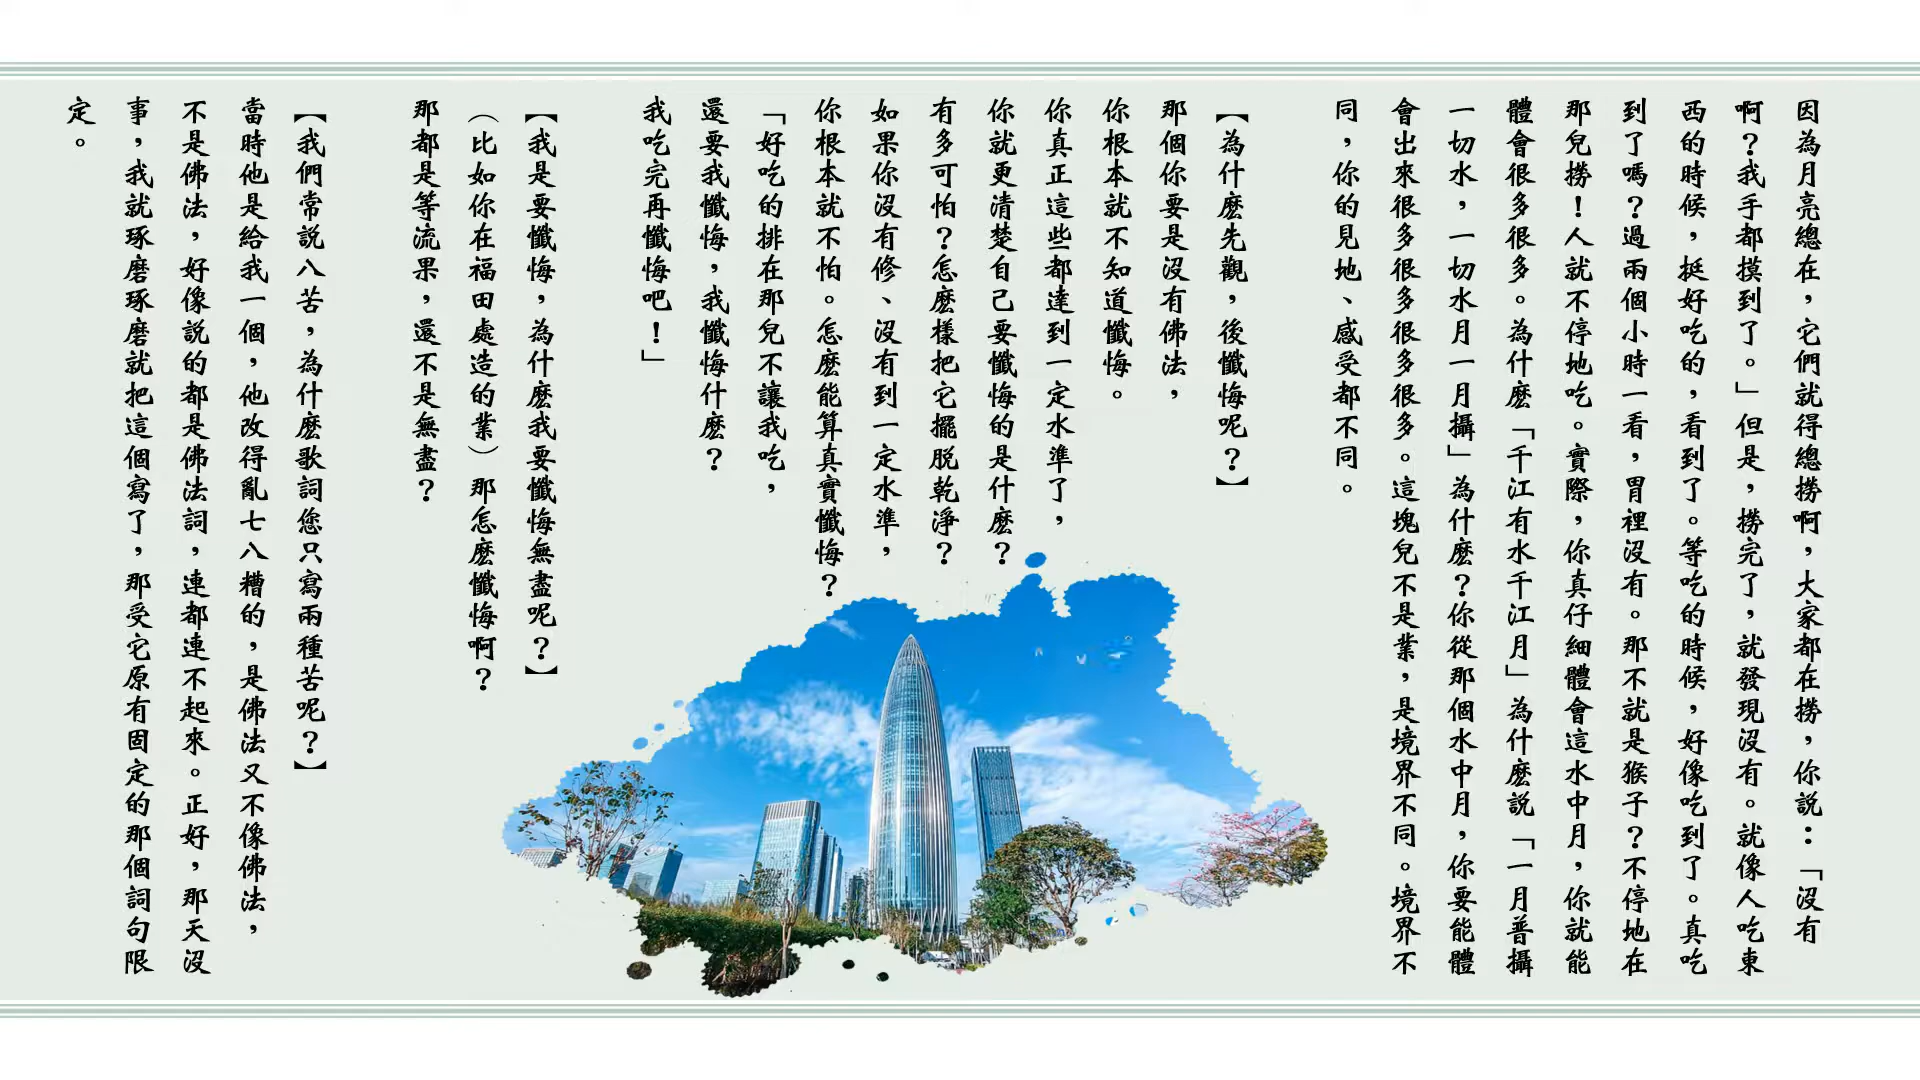 因為月亮總在，它們就得總撈啊，大家都在撈，你說：「沒有
啊？我手都摸到了。」但是，撈完了，就發現沒有。就像人吃東
西的時候，挺好吃的，看到了。等吃的時候，好像吃到了。真吃
到了嗎？過兩個小時一看，胃裡沒有。那不就是猴子？不停地在
那兒撈！人就不停地吃。實際，你真仔細體會這水中月，你就能
體會很多很多。為什麽「千江有水千江月」為什麽説「一月普攝
一切水，一切水月一月攝」為什麽？你從那個水中月，你要能體
會出來很多很多很多很多。這塊兒不是業，是境界不同。境界不
同，你的見地、感受都不同。
【為什麽先觀，後懺悔呢？】
那個你要是沒有佛法，
你根本就不知道懺悔。
你真正這些都達到一定水準了，
你就更清楚自己要懺悔的是什麽？
有多可怕？怎麽樣把它擺脱乾淨？
如果你沒有修、沒有到一定水準，
你根本就不怕。怎麽能算真實懺悔？
「好吃的排在那兒不讓我吃，
還要我懺悔，我懺悔什麽？
我吃完再懺悔吧！」
【我是要懺悔，為什麽我要懺悔無盡呢？】
（比如你在福田處造的業）那怎麽懺悔啊？
那都是等流果，還不是無盡？
【我們常説八苦，為什麽歌詞您只寫兩種苦呢？】
當時他是給我一個，他改得亂七八糟的，是佛法又不像佛法，
不是佛法，好像説的都是佛法詞，連都連不起來。正好，那天沒
事，我就琢磨琢磨就把這個寫了，那受它原有固定的那個詞句限
定。